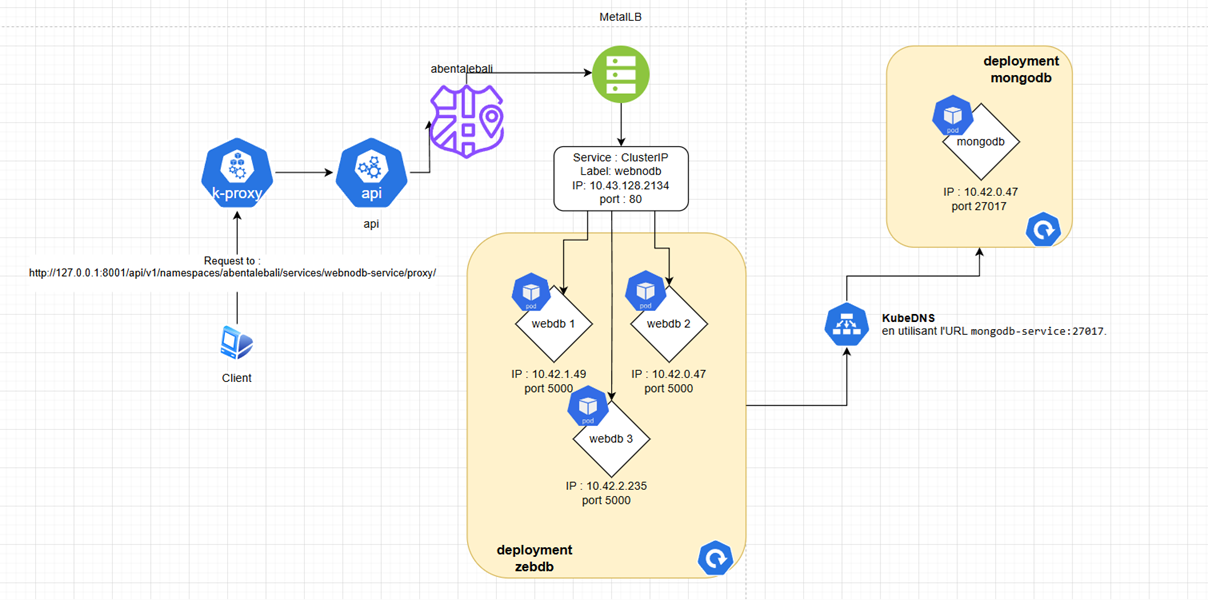 MetalLB
abentalebali
k-proxy
api
api
Request to :
http://127.0.0.1:8001/api/v1/namespaces/abentalebali/services/webnodb-service/proxy/
Client
Service : ClusterIP
Label: webnodb
IP: 10.43.128.2134
port : 80
pod
webdb 1
IP : 10.42.1.49
port 5000
pod
webdb 2
IP : 10.42.0.47
port 5000
pod
webdb 3
IP : 10.42.2.235
port 5000
deployment
zebdb
deployment
mongodb
pod
mongodb
IP : 10.42.0.47
port 27017
KubeDNS
en utilisant l'URL mongodb-service:27017.